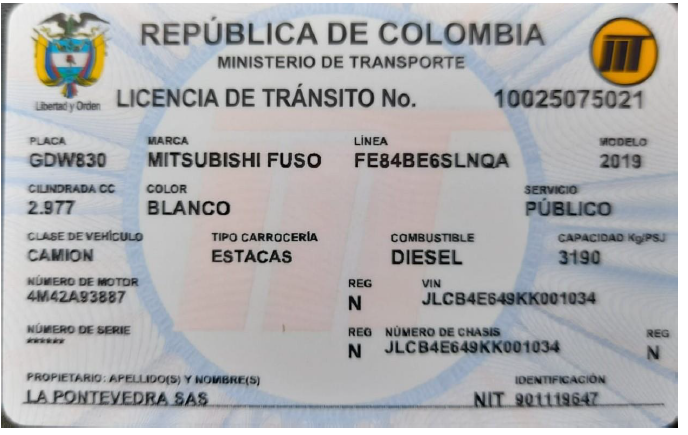 REPÚBLICA DE COLOMBIA
MINISTERIO DE TRANSPORTE
Libertad y Orden
LICENCIA DE TRÁNSITO No. 10025075021
PLACA MARCA LÍNEA MODELO
GDW830 MITSUBISHI FUSO FE84BE6SLNQA 2019
CILINDRADA CC COLOR SERVICIO
2.977 BLANCO PÚBLICO
CLASE DE VEHÍCULO TIPO CARROCERÍA COMBUSTIBLE CAPACIDAD Kg/PSJ
CAMION ESTACAS DIESEL 3190
NÚMERO DE MOTOR REG VIN
4M42A93887 N JLCB4E649KK001034
NÚMERO DE SERIE REG NÚMERO DE CHASIS REG
****** N JLCB4E649KK001034 N
PROPIETARIO: APELLIDO(S) Y NOMBRE(S) IDENTIFICACIÓN
LA PONTEVEDRA SAS NIT 901119647